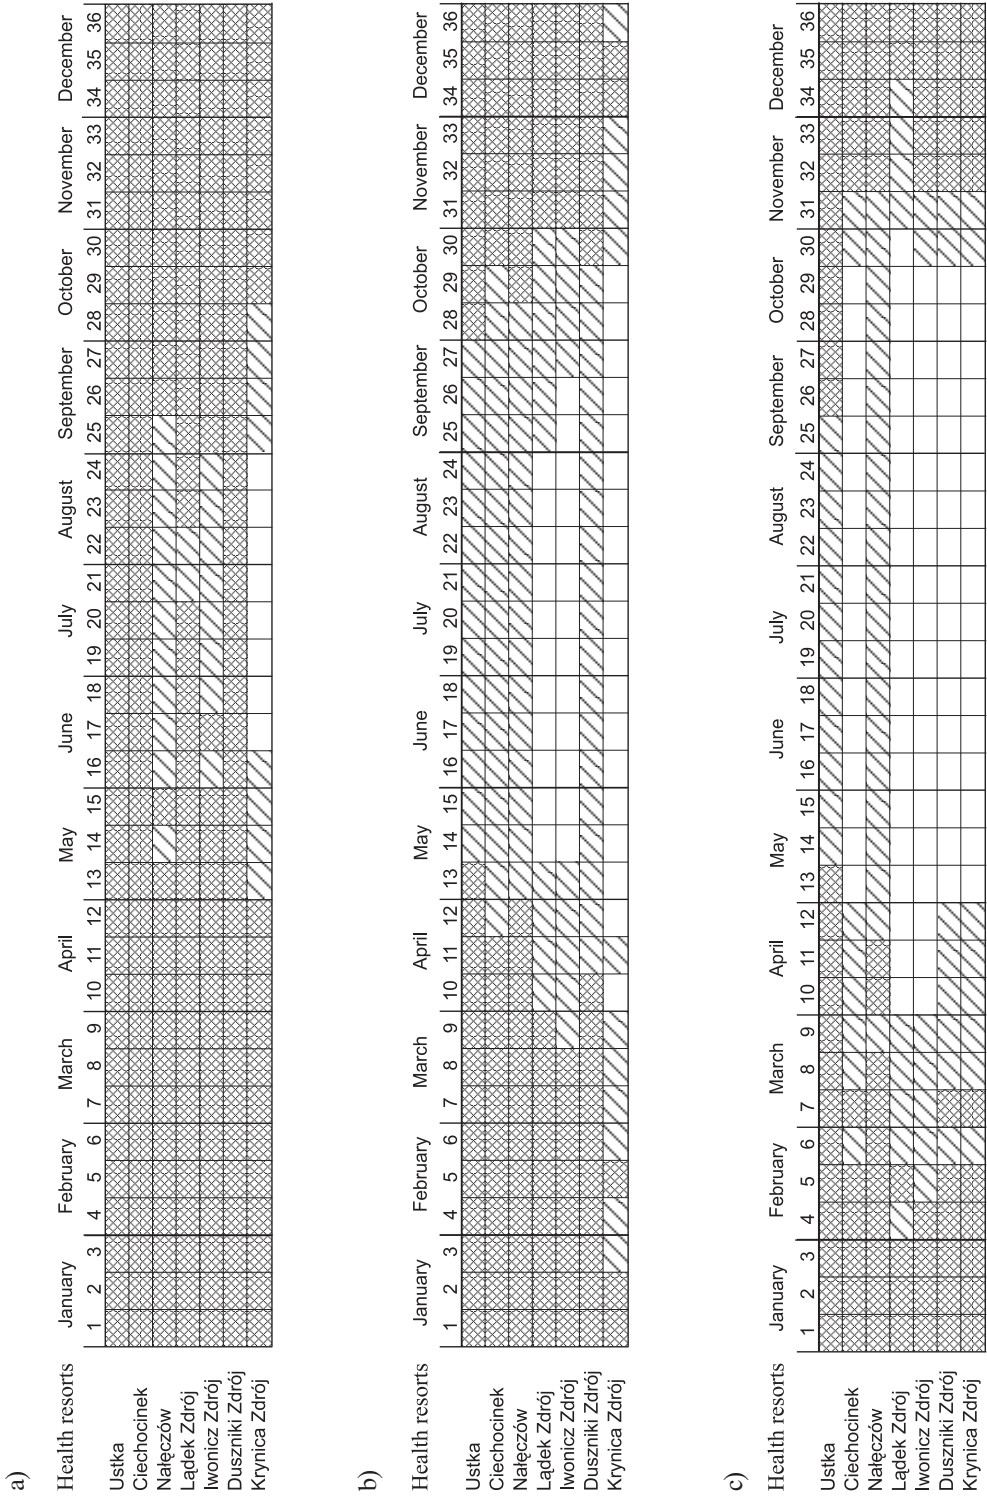 a)
January February March April May June July August September October November December
Health resorts 1 2 3 4 5 6 7 8 9 10 11 12 13 14 15 16 17 18 19 20 21 22 23 24 25 26 27 28 29 30 31 32 33 34 35 36
Ustka
Ciechocinek
Nałęczów
Lądek Zdrój
Iwonicz Zdrój
Duszniki Zdrój
Krynica Zdrój
b)
January February March April May June July August September October November December
Health resorts 1 2 3 4 5 6 7 8 9 10 11 12 13 14 15 16 17 18 19 20 21 22 23 24 25 26 27 28 29 30 31 32 33 34 35 36
Ustka
Ciechocinek
Nałęczów
Lądek Zdrój
Iwonicz Zdrój
Duszniki Zdrój
Krynica Zdrój
c)
January February March April May June July August September October November December
Health resorts 1 2 3 4 5 6 7 8 9 10 11 12 13 14 15 16 17 18 19 20 21 22 23 24 25 26 27 28 29 30 31 32 33 34 35 36
Ustka
Ciechocinek
Nałęczów
Lądek Zdrój
Iwonicz Zdrój
Duszniki Zdrój
Krynica Zdrój